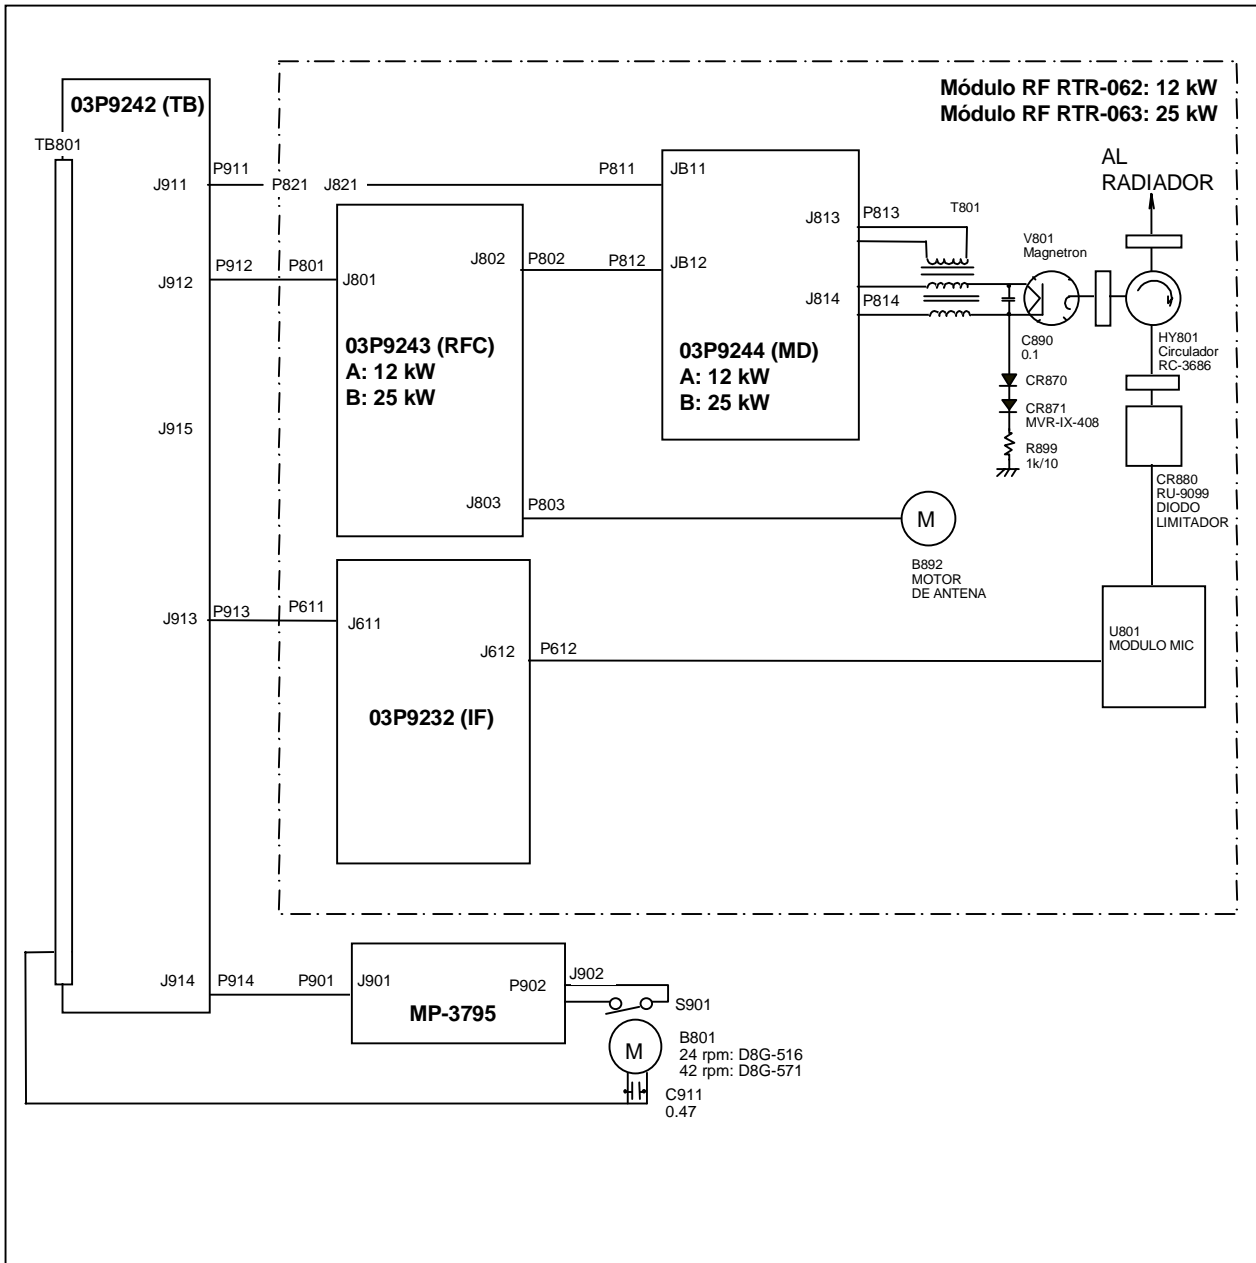 Módulo RF RTR-062: 12 kW
Módulo RF RTR-063: 25 kW
03P9242 (TB)
TB801
AL
RADIADOR
P911
J911
P821
J821
P811
JB11
J813
P813
T801
V801
Magnetron
P912
J912
P801
J801
J802
P802
P812
JB12
J814
P814
03P9243 (RFC)
A: 12 kW
B: 25 kW
03P9244 (MD)
A: 12 kW
B: 25 kW
C890
0.1
HY801
Circulador
RC-3686
CR870
CR871
MVR-IX-408
R899
1k/10
J915
CR880
RU-9099
DIODO
LIMITADOR
J803
P803
M
B892
MOTOR
DE ANTENA
J913
P913
P611
J611
J612
P612
U801
MODULO MIC
03P9232 (IF)
J914
P914
P901
J901
P902
J902
S901
MP-3795
M
B801
24 rpm: D8G-516
42 rpm: D8G-571
C911
0.47